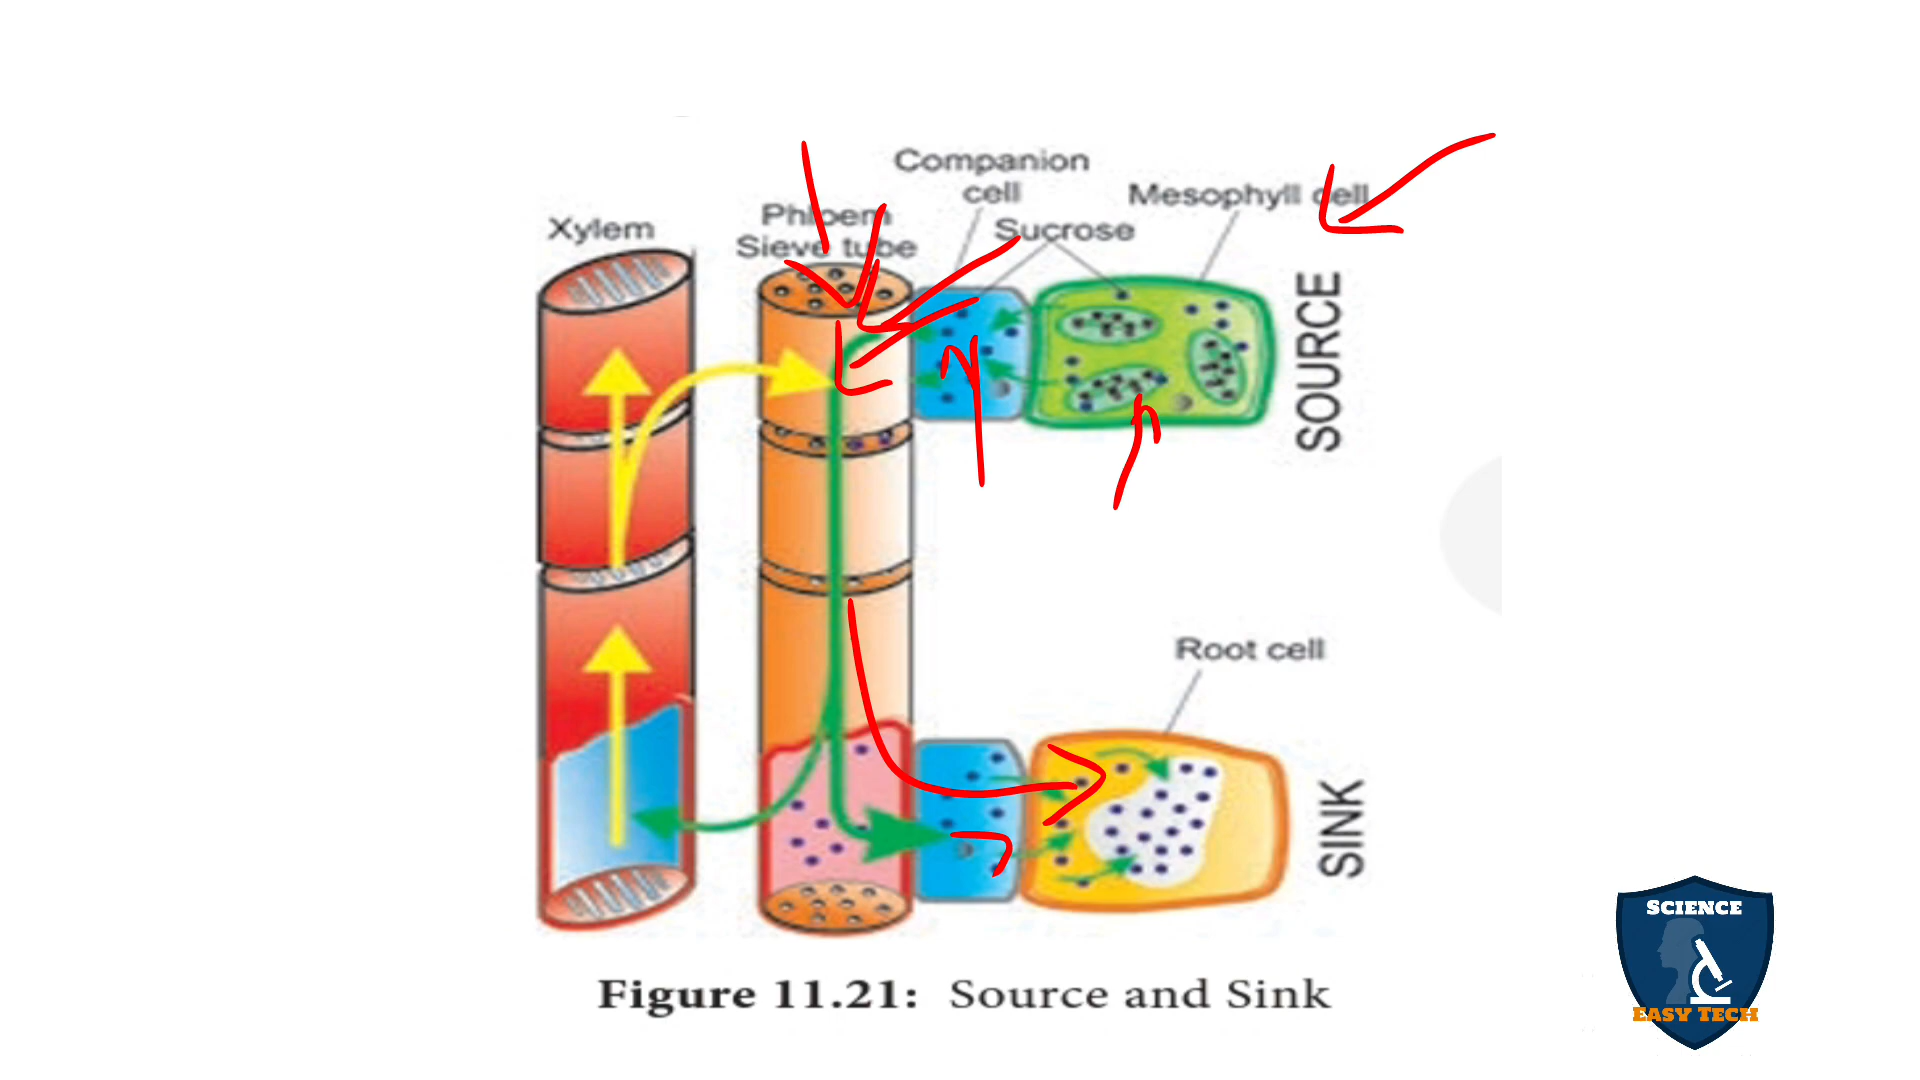 Companion
cell
Mesophyll cell
Xylem
Phloem
Sieve tube
Sucrose
SOURCE
Root cell
SINK
Figure 11.21: Source and Sink
SCIENCE
EASY TECH